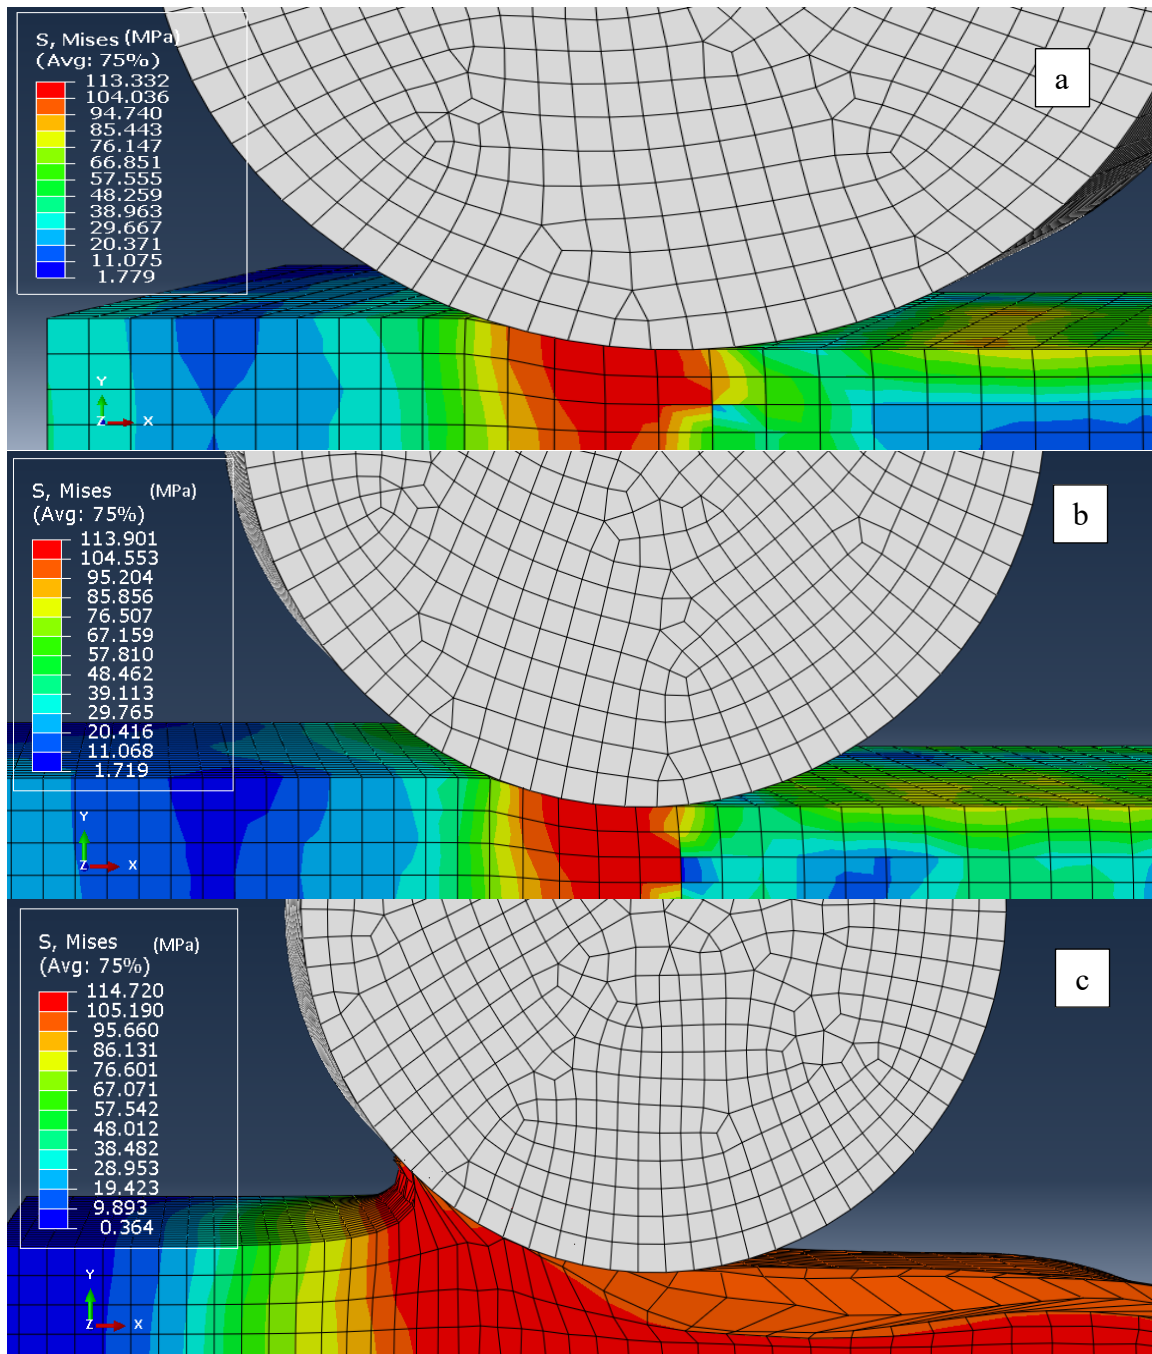 S, Mises (MPa)
(Avg: 75%)
113.332
104.036
94.740
85.443
76.147
66.851
57.555
48.259
38.963
29.667
20.371
11.075
1.779
a
Y
Z X
S, Mises (MPa)
(Avg: 75%)
113.901
104.553
95.204
85.856
76.507
67.159
57.810
48.462
39.113
29.765
20.416
11.068
1.719
b
Y
Z X
S, Mises (MPa)
(Avg: 75%)
114.720
105.190
95.660
86.131
76.601
67.071
57.542
48.012
38.482
28.953
19.423
9.893
0.364
c
Y
Z X